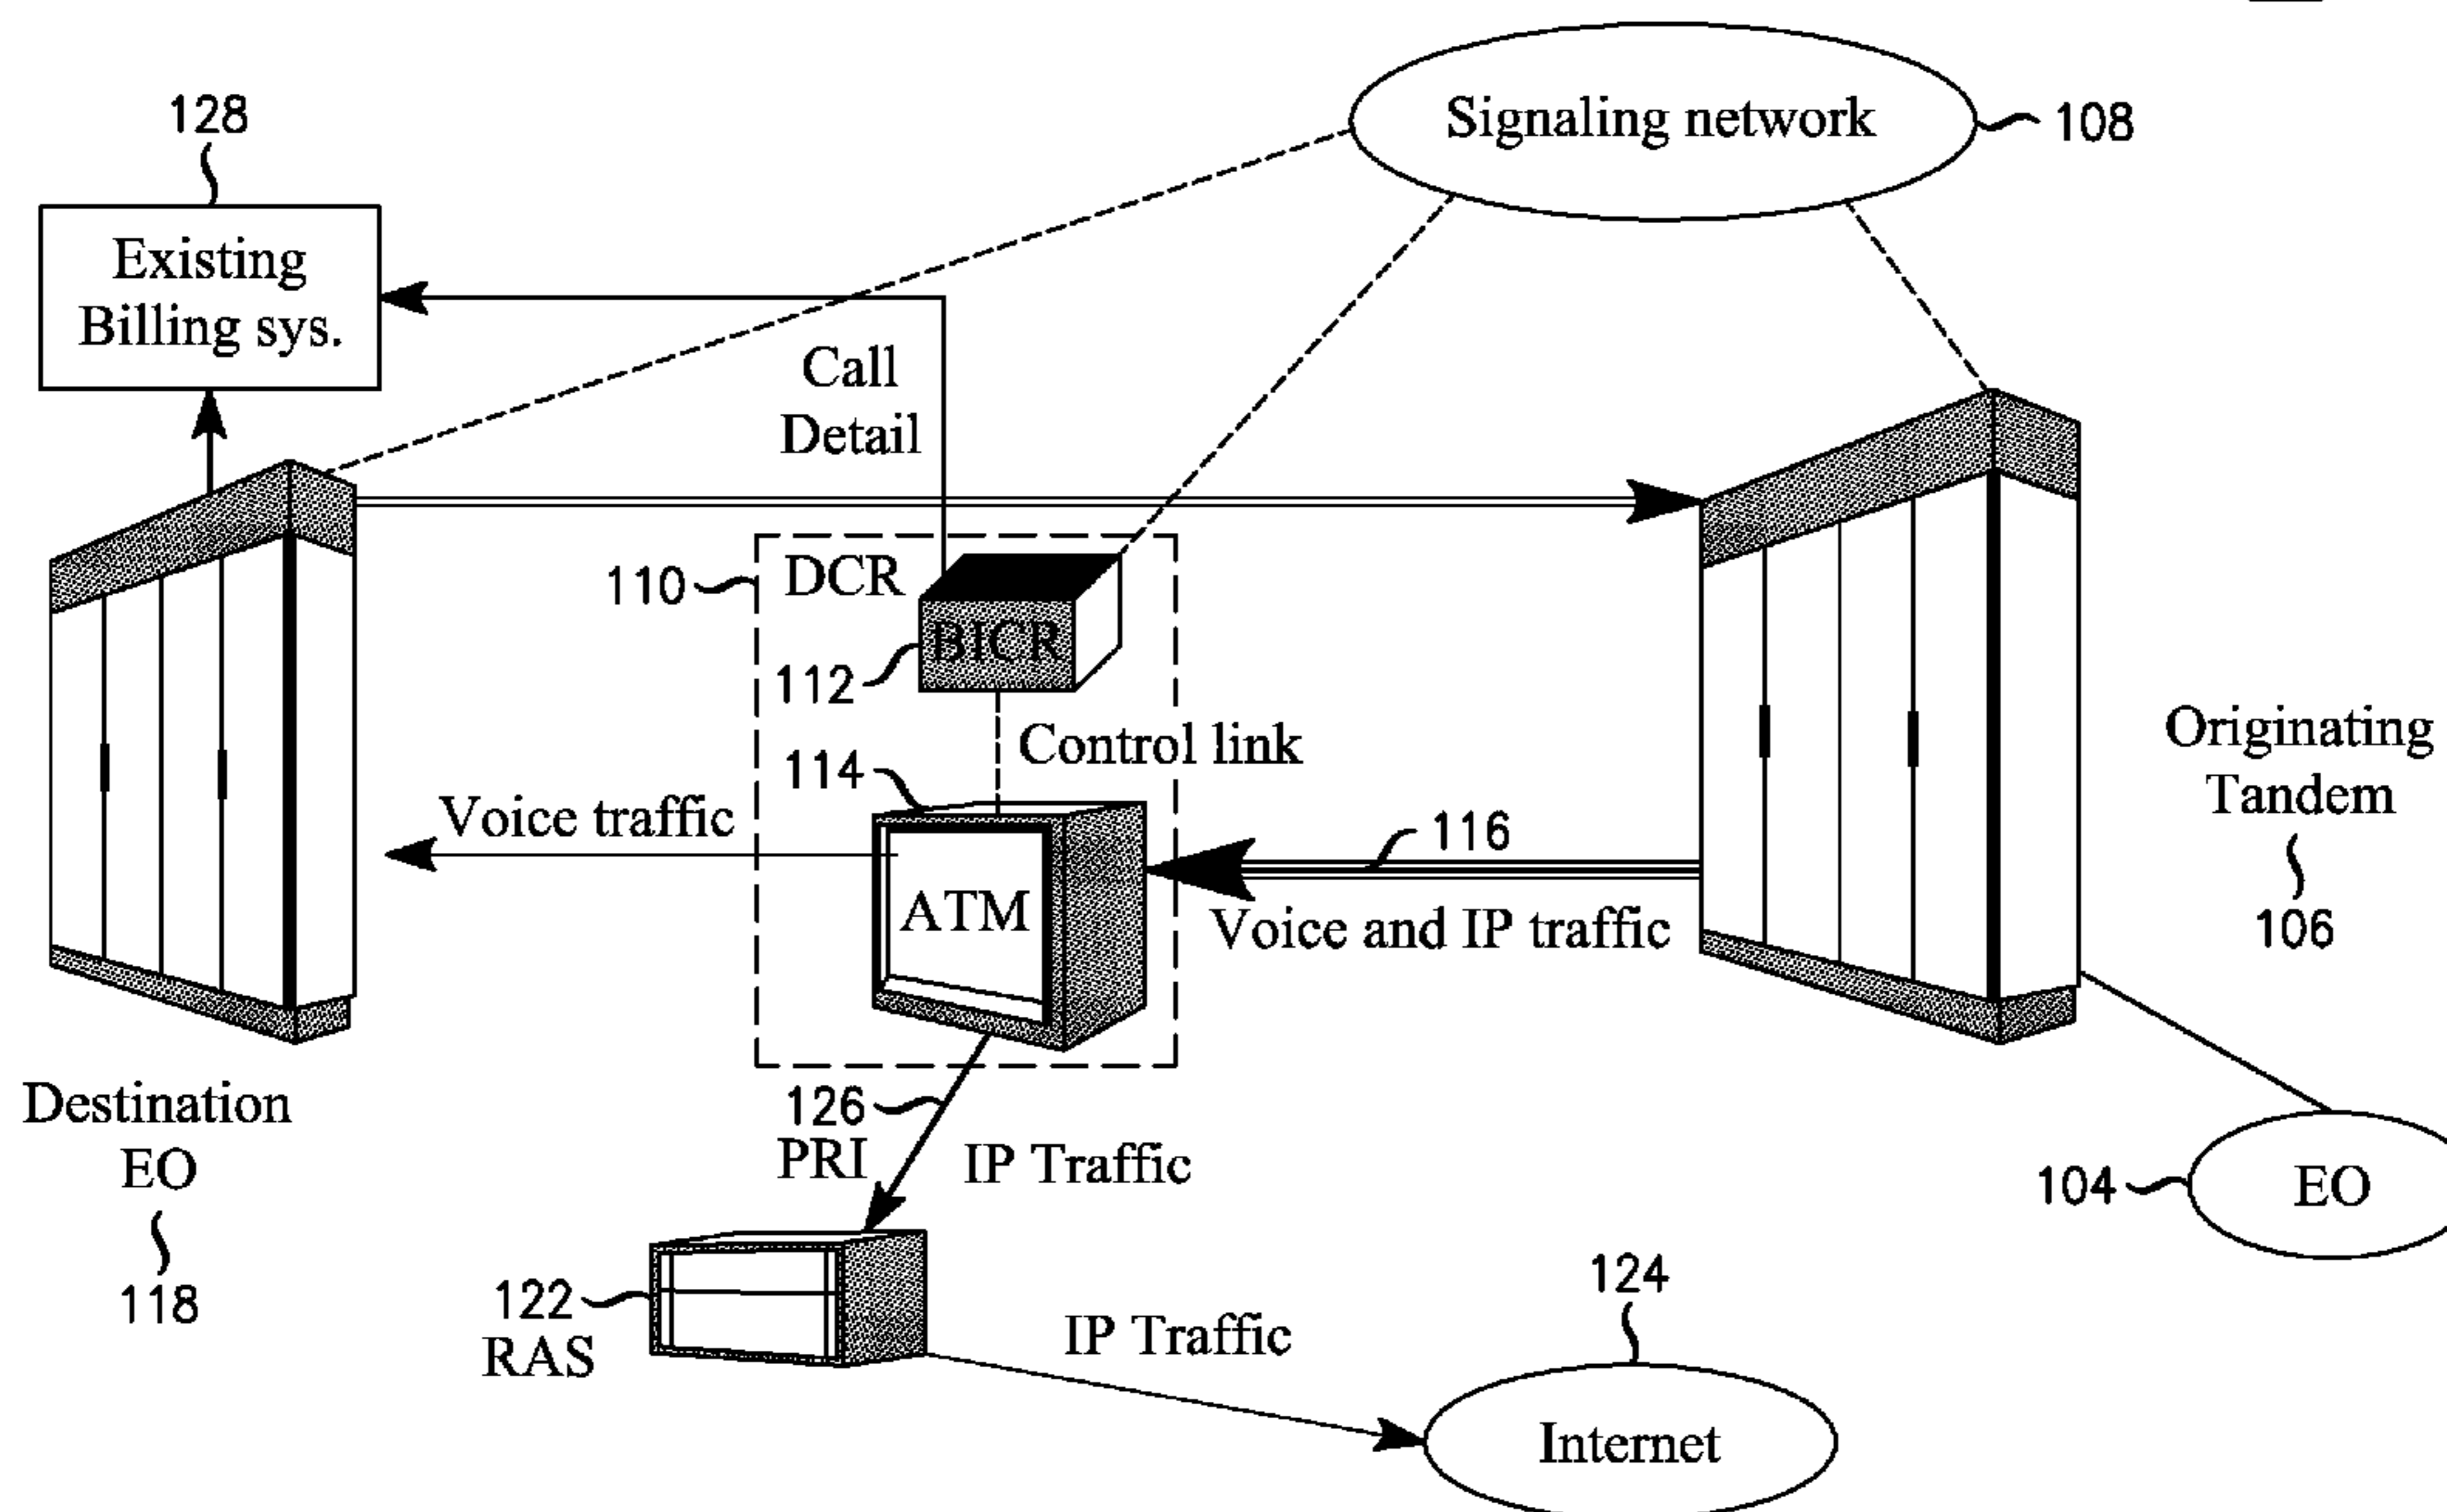 Signaling network
108
128
Existing
Billing sys.
Call
Detail
110
DCR
BICR
112
Control link
114
Voice traffic
ATM
116
Voice and IP traffic
Originating
Tandem
106
Destination
EO
118
126
PRI
IP Traffic
104
EO
122
RAS
IP Traffic
124
Internet